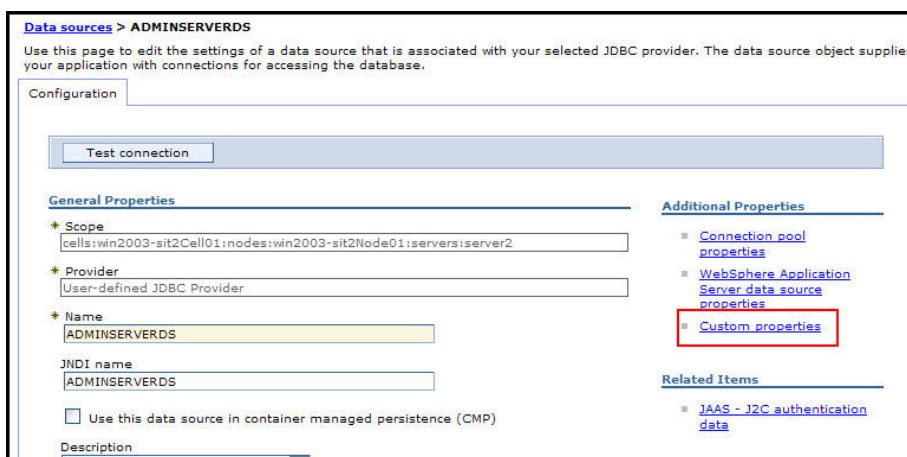 Data sources > ADMINSERVERDS
Use this page to edit the settings of a data source that is associated with your selected JDBC provider. The data source object supplie
your application with connections for accessing the database.
Configuration
Test connection
General Properties
* Scope
cells:win2003-sit2Cell01:nodes:win2003-sit2Node01:servers:server2
* Provider
User-defined JDBC Provider
* Name
ADMINSERVERDS
JNDI name
ADMINSERVERDS
Use this data source in container managed persistence (CMP)
Description
Additional Properties
Connection pool
properties
WebSphere Application
Server data source
properties
Custom properties
Related Items
JAAS - J2C authentication
data